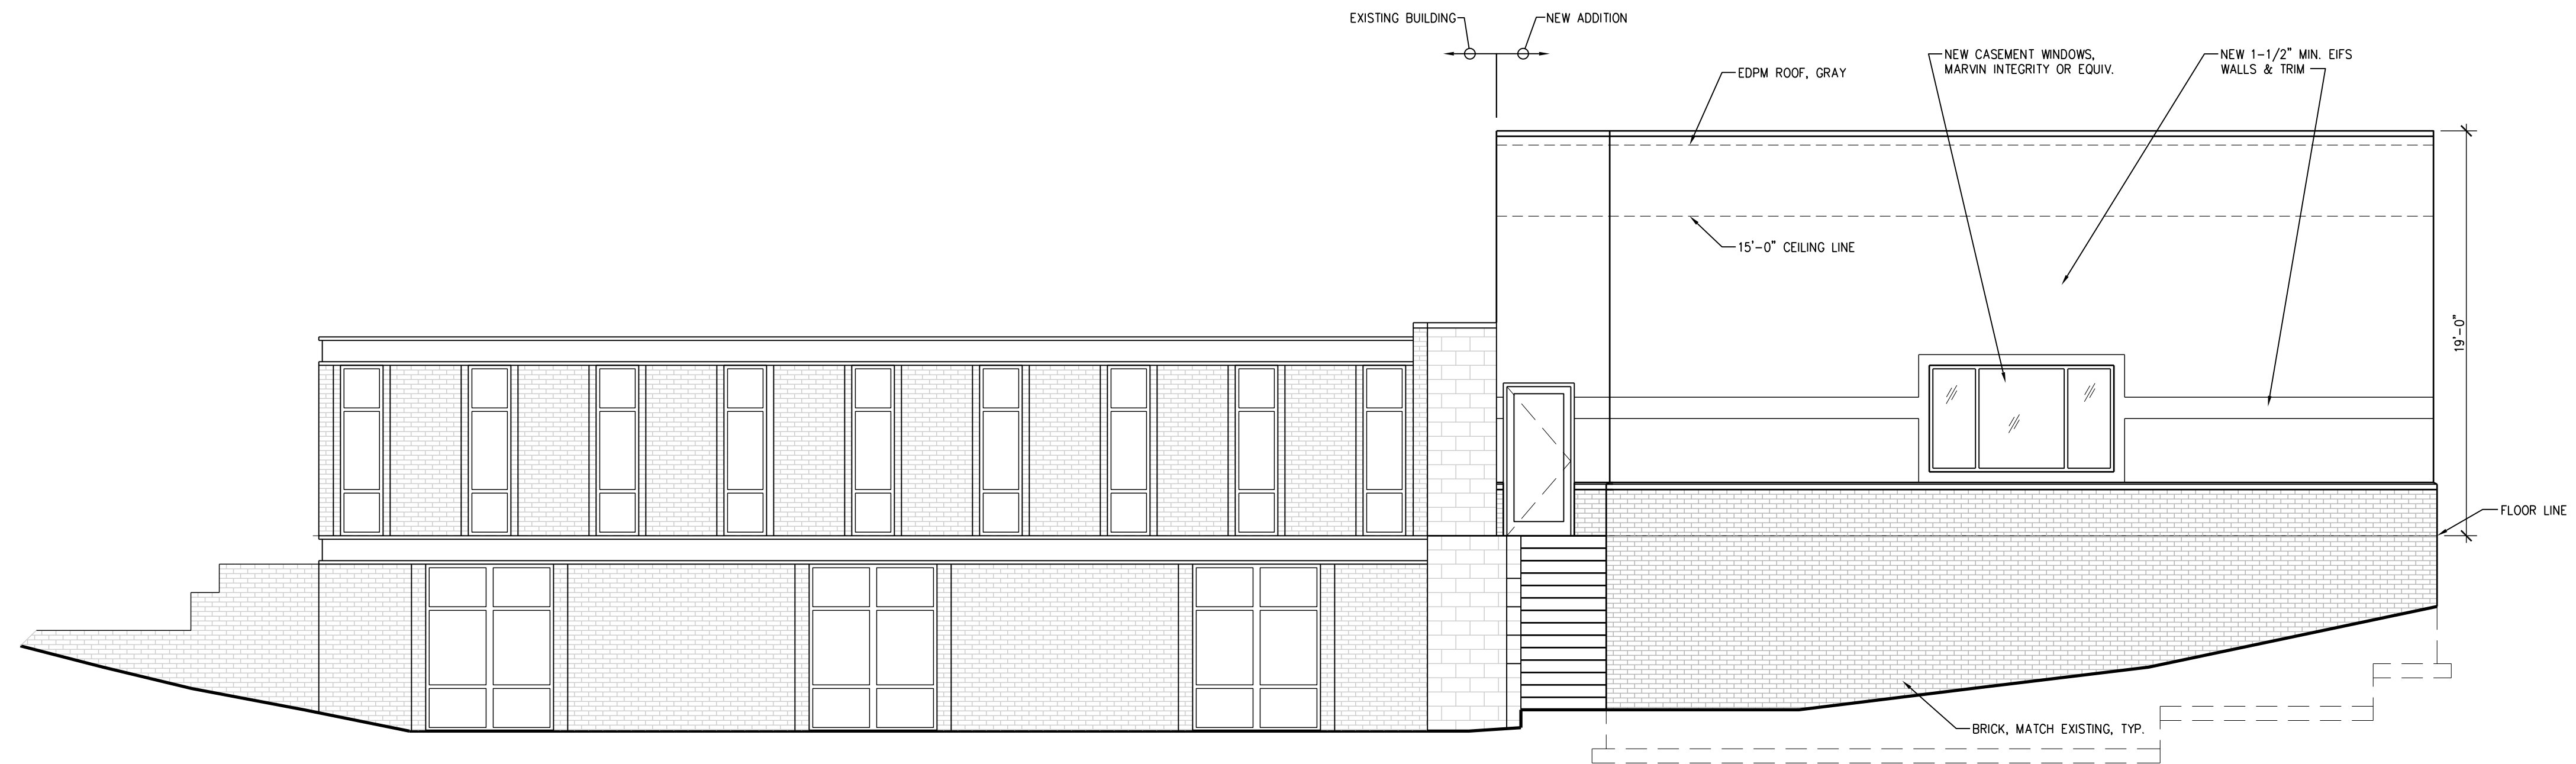 EXISTING BUILDING
NEW ADDITION
EDPM ROOF, GRAY
NEW CASEMENT WINDOWS,
MARVIN INTEGRITY OR EQUIV.
NEW 1-1/2" MIN. EIFS
WALLS & TRIM
15'-0" CEILING LINE
19'-0"
FLOOR LINE
BRICK, MATCH EXISTING, TYP.